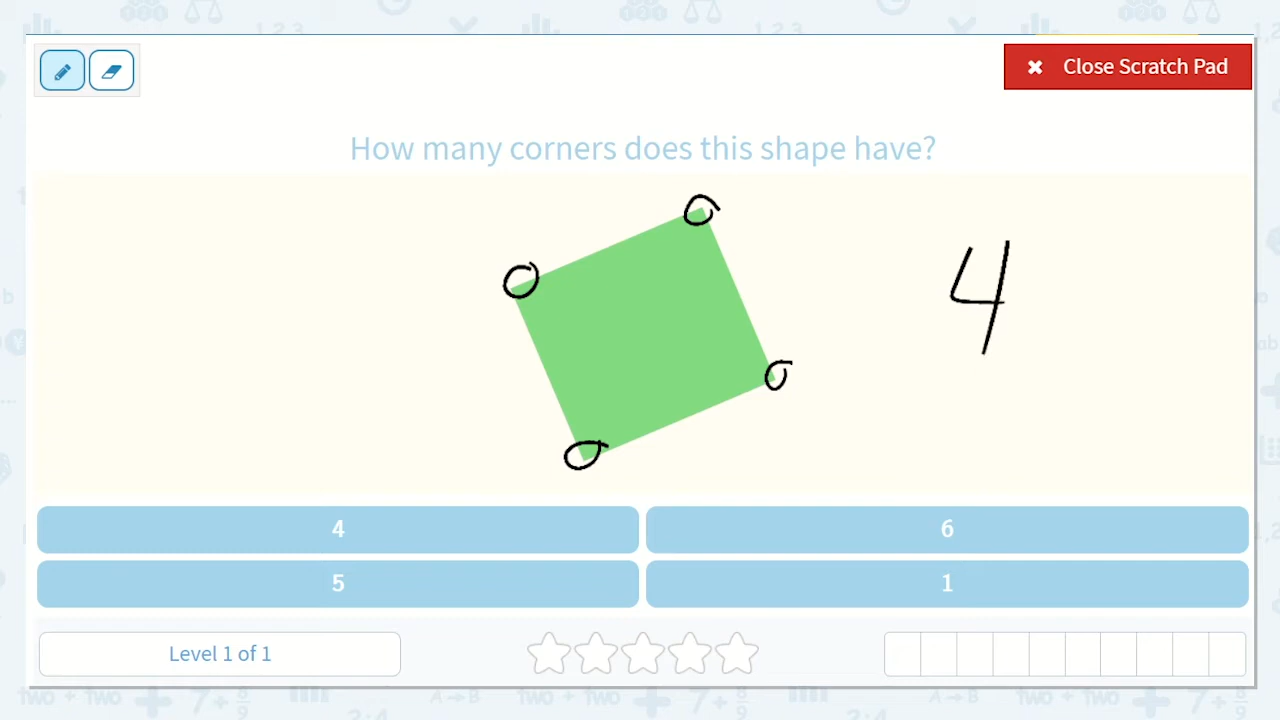 Close Scratch Pad
How many corners does this shape have?
4
4
6
5
1
Level 1 of 1